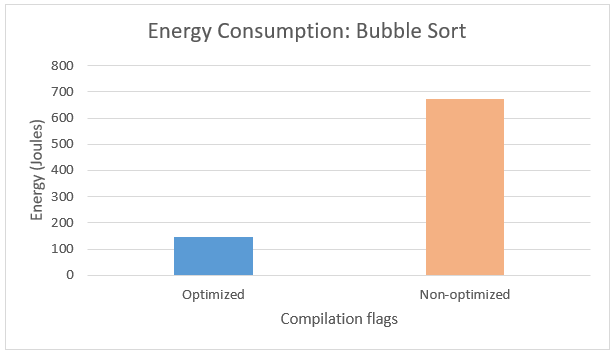 Energy Consumption: Bubble Sort
Energy (Joules)
800
700
600
500
400
300
200
100
0
Optimized
Non-optimized
Compilation flags